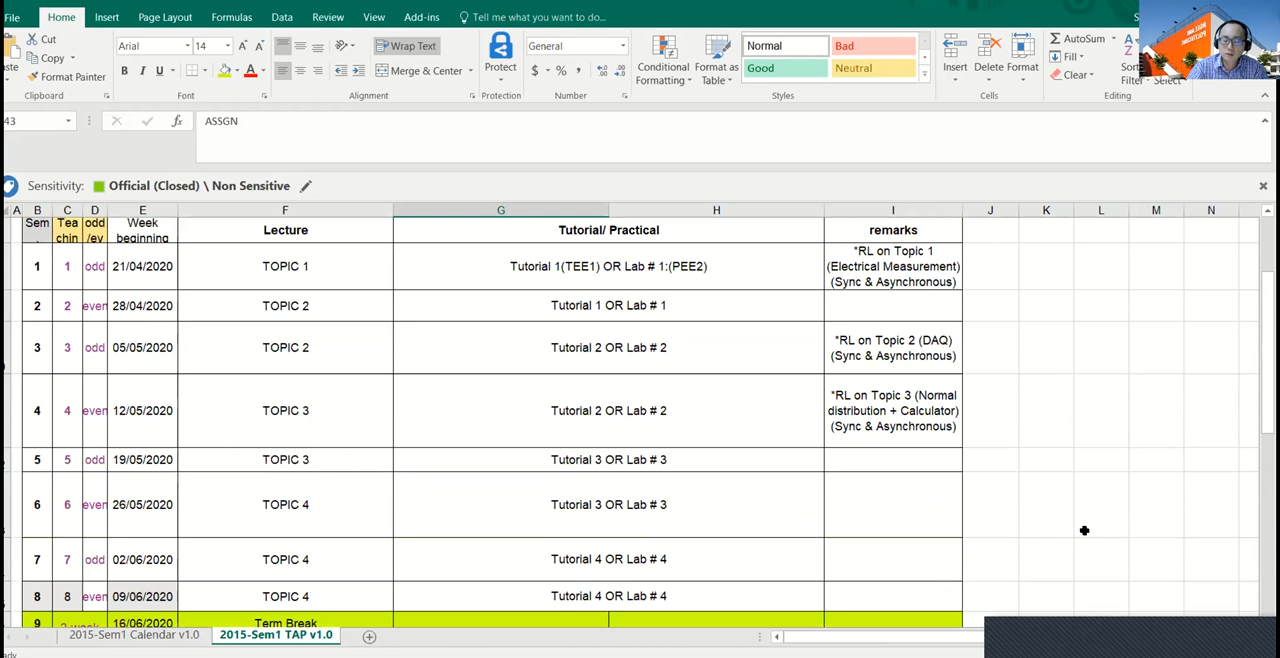 File Home Insert Page Layout Formulas Data Review View Add-ins Tell me what you want to do...
Cut
Copy
Format Painter
Clipboard
Arial 14
B I U
Font
Wrap Text
Merge & Center
Alignment
Protect
Protection
General
$ % ,
Number
Conditional Formatting
Format as Table
Normal Bad
Good Neutral
Styles
Insert Delete Format
Cells
AutoSum
Fill
Clear
Editing
43 fx ASSGN
Sensitivity: Official (Closed) \ Non Sensitive
A B C D E F G H I J K L M N
Sem Tea chin odd /ev Week beginning Lecture Tutorial/ Practical remarks
1 1 odd 21/04/2020 TOPIC 1 Tutorial 1(TEE1) OR Lab # 1:(PEE2) *RL on Topic 1 (Electrical Measurement) (Sync & Asynchronous)
2 2 even 28/04/2020 TOPIC 2 Tutorial 1 OR Lab # 1
3 3 odd 05/05/2020 TOPIC 2 Tutorial 2 OR Lab # 2 *RL on Topic 2 (DAQ) (Sync & Asynchronous)
4 4 even 12/05/2020 TOPIC 3 Tutorial 2 OR Lab # 2 *RL on Topic 3 (Normal distribution + Calculator) (Sync & Asynchronous)
5 5 odd 19/05/2020 TOPIC 3 Tutorial 3 OR Lab # 3
6 6 even 26/05/2020 TOPIC 4 Tutorial 3 OR Lab # 3
7 7 odd 02/06/2020 TOPIC 4 Tutorial 4 OR Lab # 4
8 8 even 09/06/2020 TOPIC 4 Tutorial 4 OR Lab # 4
9 16/06/2020 Term Break
2015-Sem1 Calendar v1.0 2015-Sem1 TAP v1.0